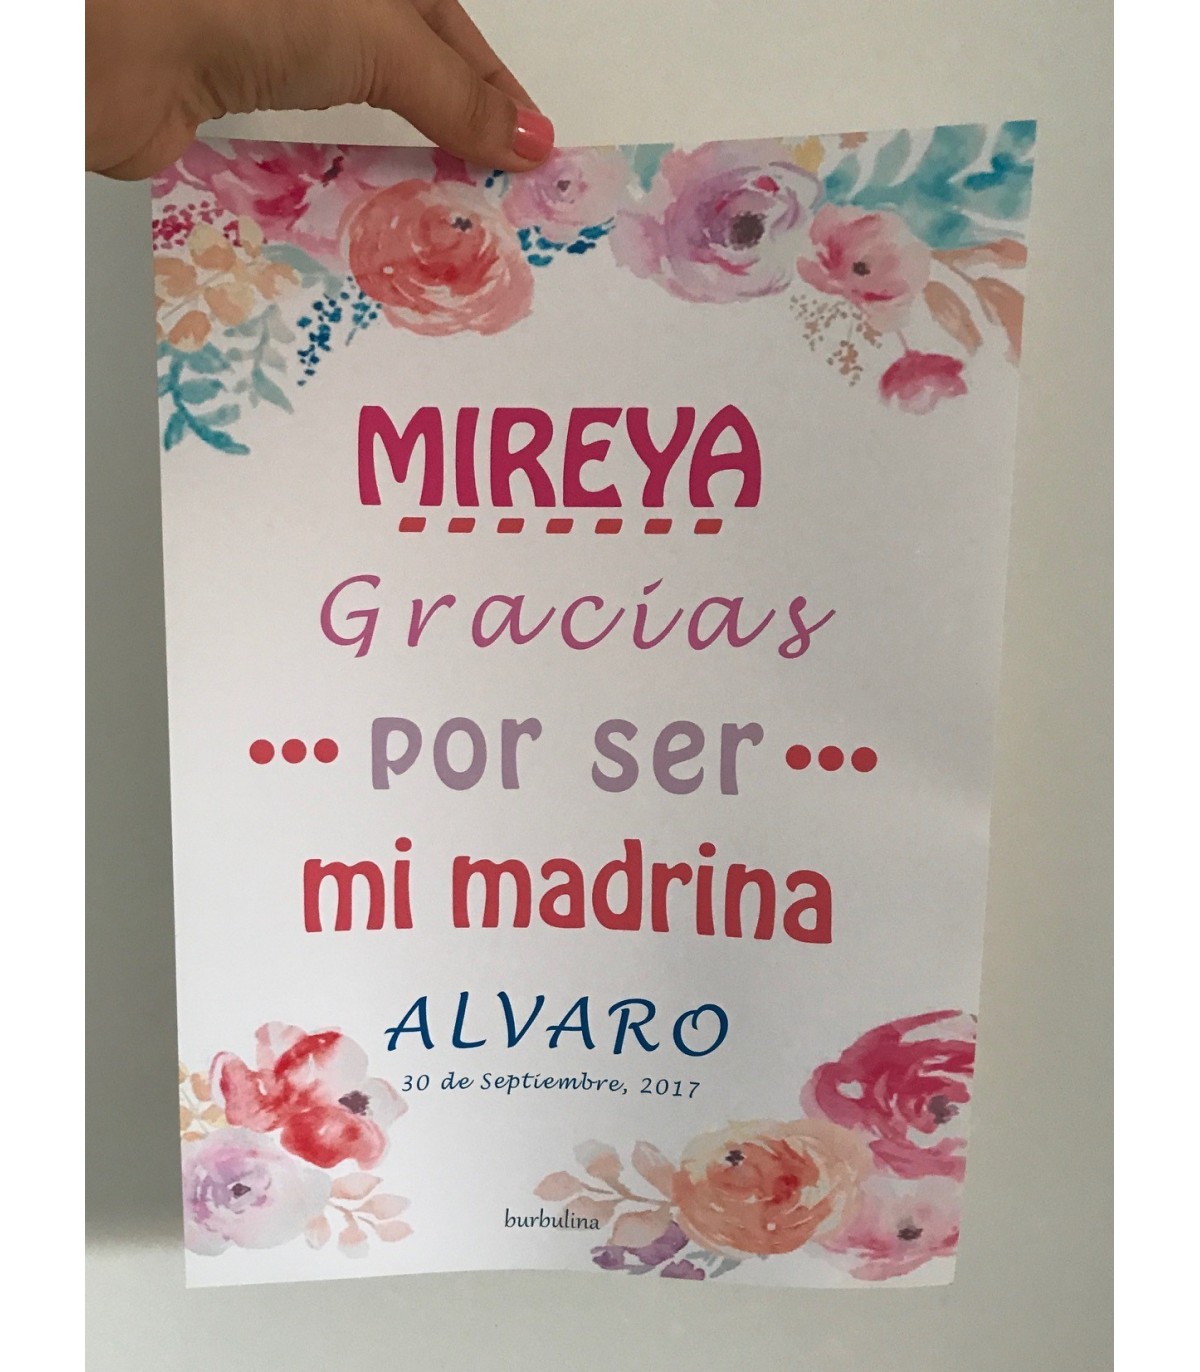 MIREYA
Gracias
••• por ser •••
mi madrina
ALVARO
30 de Septiembre, 2017
burbulina